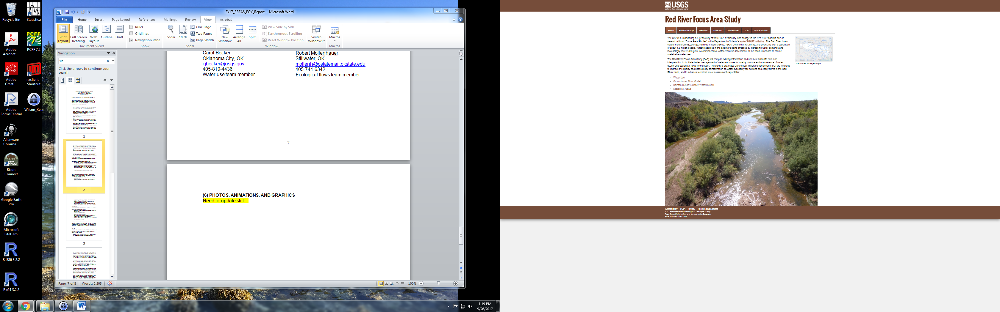 Recycle Bin
Statistica
Adobe
Acrobat ...
PCFF 7.2
Adobe
Creati...
nxclient -
Shortcut
Adobe
FormsCentral
Wilson_Ke...
Alienware
Comma...
Bison
Connect
Google Earth
Pro
Microsoft
LifeCam
R i386 3.2.2
R x64 3.2.2
FY17_RRFAS_EOY_Report - Microsoft Word
File Home Insert Page Layout References Mailings Review View Acrobat
Print
Layout
Full Screen
Reading
Web
Layout
Outline
Draft
Document Views
Ruler
Gridlines
Navigation Pane
Show
Zoom
100%
One Page
Two Pages
Page Width
Zoom
New
Window
Arrange
All
Split
View Side by Side
Synchronous Scrolling
Reset Window Position
Window
Switch
Windows
Macros
Macros
Navigation
sir
Click the arrows to continue your
search
1
2
3
Carol Becker
Oklahoma City, OK
cjbecker@usgs.gov
405-810-4436
Water use team member
Robert Mollenhauer
Stillwater, OK
mollenh@ostatemail.okstate.edu
405-744-6342
Ecological flows team member
7
(6) PHOTOS, ANIMATIONS, AND GRAPHICS
Need to update still...
Page: 7 of 8 Words: 2,203
100%
1:19 PM
9/26/2017
USGS
science for a changing world
Red River Focus Area Study
Home Real-Time Map Methods Timeline Deliverables Staff Presentations
The USGS is undertaking a 3-year study of water use, availability, and change in the Red River basin in one of
several national "Focus Area Studies" in the Department of Interior's WaterSMART initiative . The Red River basin
covers more than 93,000 square miles in New Mexico, Texas, Oklahoma, Arkansas, and Louisiana with a population
of about 4.3 million people. Water resources in the basin are being stressed by increasing water demands and
increasingly severe droughts. A comprehensive water-resource assessment of the basin is needed to enable
sustainable water use.
The Red River Focus Area Study (FAS) will compile existing information and add new scientific data and
interpretation to facilitate better management of water resources for use by humans and maintenance of water
quality and ecological flows in the basin. The study is organized around four important components that are intended
to improve the quality and accessibility of information on water availability for humans and ecosystems in the Red
River basin, and to advance technical water assessment capabilities:
Click on map for larger image
• Water Use
• Groundwater Flow Model
• Rainfall-Runoff (Surface Water) Model
• Ecological Flows
Accessibility FOIA Privacy Policies and Notices
U.S. Department of the Interior | U.S. Geological Survey
Page Contact Information: gs-w-tx_webmaster@usgs.gov
Page modified: June 9, 2017